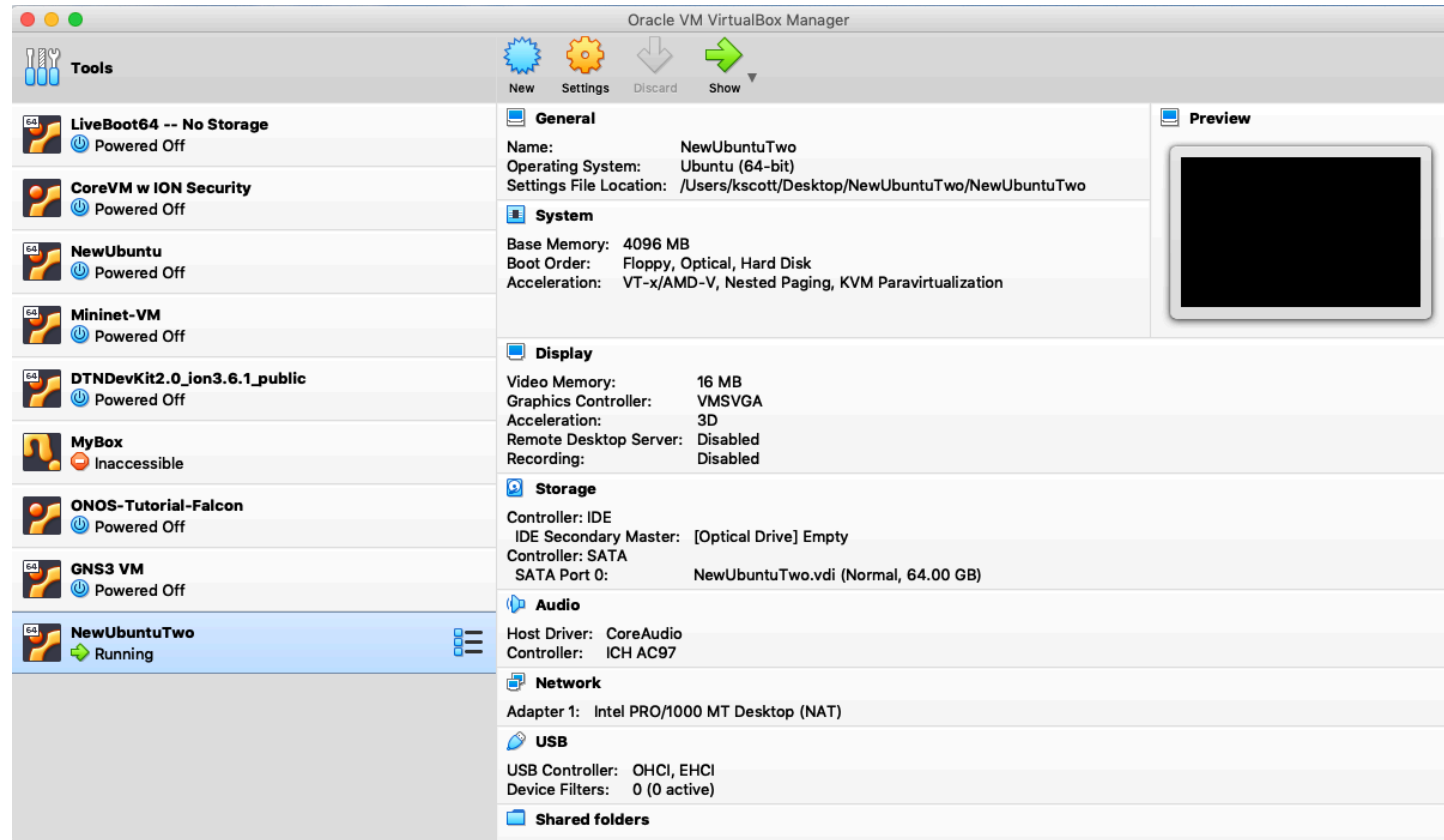 Oracle VM VirtualBox Manager
Tools
New Settings Discard Show
64
LiveBoot64 -- No Storage
Powered Off
CoreVM w ION Security
Powered Off
64
NewUbuntu
Powered Off
64
Mininet-VM
Powered Off
64
DTNDevKit2.0_ion3.6.1_public
Powered Off
MyBox
Inaccessible
ONOS-Tutorial-Falcon
Powered Off
64
GNS3 VM
Powered Off
64
NewUbuntuTwo
Running
General
Name: NewUbuntuTwo
Operating System: Ubuntu (64-bit)
Settings File Location: /Users/kscott/Desktop/NewUbuntuTwo/NewUbuntuTwo
System
Base Memory: 4096 MB
Boot Order: Floppy, Optical, Hard Disk
Acceleration: VT-x/AMD-V, Nested Paging, KVM Paravirtualization
Preview
Display
Video Memory: 16 MB
Graphics Controller: VMSVGA
Acceleration: 3D
Remote Desktop Server: Disabled
Recording: Disabled
Storage
Controller: IDE
IDE Secondary Master: [Optical Drive] Empty
Controller: SATA
SATA Port 0: NewUbuntuTwo.vdi (Normal, 64.00 GB)
Audio
Host Driver: CoreAudio
Controller: ICH AC97
Network
Adapter 1: Intel PRO/1000 MT Desktop (NAT)
USB
USB Controller: OHCI, EHCI
Device Filters: 0 (0 active)
Shared folders